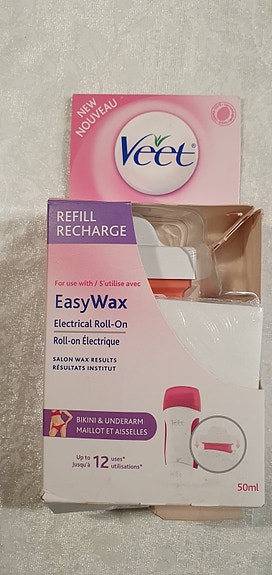 NEW
NOUVEAU
Veet
REFILL
RECHARGE
For use with / S'utilise avec
EasyWax
Electrical Roll-On
Roll-on Électrique
SALON WAX RESULTS
RÉSULTATS INSTITUT
BIKINI & UNDERARM
MAILLOT ET AISSELLES
Up to
jusqu'à
12
uses*
utilisations*
Veet
50ml